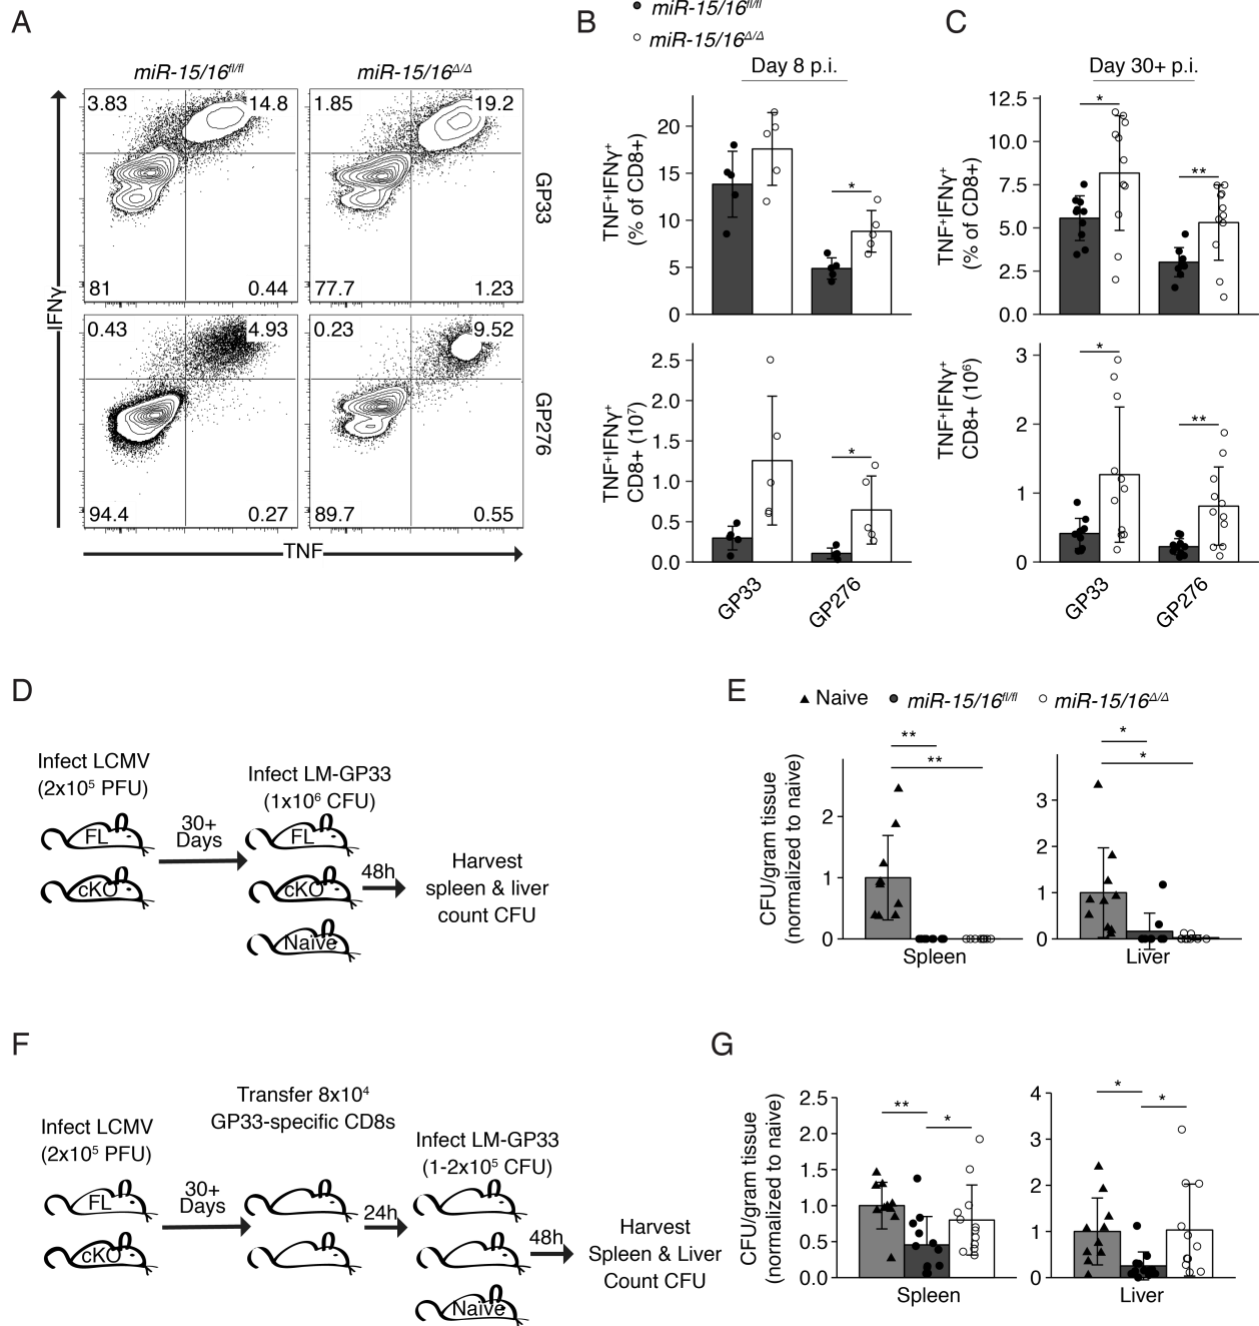 A
miR-15/16fl/fl
miR-15/16Δ/Δ
3.83
14.8
1.85
19.2
GP33
81
0.44
77.7
1.23
0.43
4.93
0.23
9.52
GP276
94.4
0.27
89.7
0.55
IFNγ
TNF
B
miR-15/16fl/fl
miR-15/16Δ/Δ
Day 8 p.i.
TNF+IFNγ+
(% of CD8+)
20
15
10
5
0
*
TNF+IFNγ+
CD8+ (10⁷)
2.5
2.0
1.5
1.0
0.5
0.0
*
GP33
GP276
C
Day 30+ p.i.
TNF+IFNγ+
(% of CD8+)
12.5
10.0
7.5
5.0
2.5
0.0
*
**
TNF+IFNγ+
CD8+ (10⁶)
3
2
1
0
*
**
GP33
GP276
D
Infect LCMV
(2x10⁵ PFU)
FL
cKO
30+
Days
Infect LM-GP33
(1x10⁶ CFU)
FL
cKO
Naive
48h
Harvest
spleen & liver
count CFU
E
Naive
miR-15/16fl/fl
miR-15/16Δ/Δ
CFU/gram tissue
(normalized to naive)
2
1
0
**
**
Spleen
3
2
1
0
*
*
Liver
F
Infect LCMV
(2x10⁵ PFU)
FL
cKO
30+
Days
Transfer 8x10⁴
GP33-specific CD8s
24h
Infect LM-GP33
(1-2x10⁵ CFU)
Naive
48h
Harvest
Spleen & Liver
Count CFU
G
CFU/gram tissue
(normalized to naive)
2.5
2.0
1.5
1.0
0.5
0.0
**
*
Spleen
4
3
2
1
0
*
*
Liver